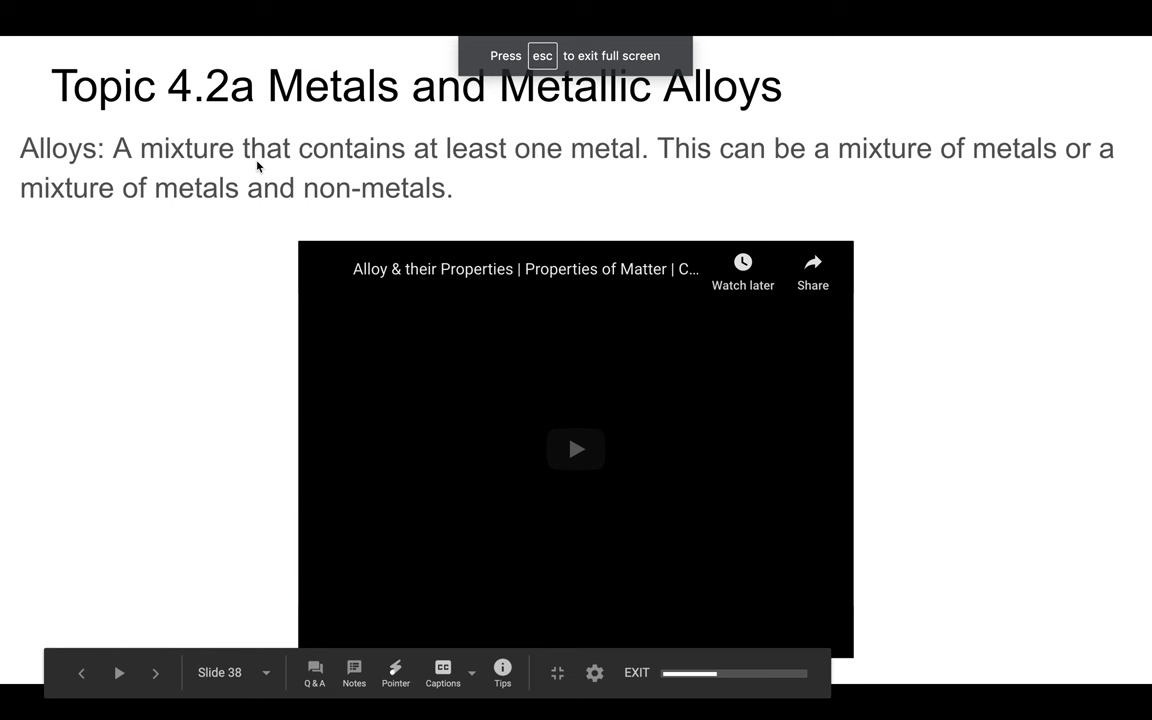 Press esc to exit full screen
Topic 4.2a Metals and Metallic Alloys
Alloys: A mixture that contains at least one metal. This can be a mixture of metals or a
mixture of metals and non-metals.
Alloy & their Properties | Properties of Matter | C...
Watch later
Share
Slide 38
Q & A
Notes
Pointer
CC
Captions
Tips
EXIT